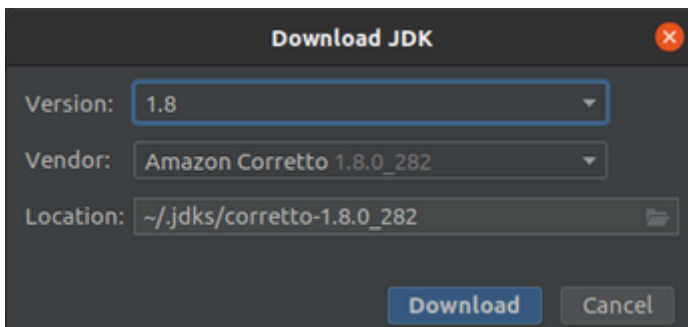 Download JDK
Version: 1.8
Vendor: Amazon Corretto 1.8.0_282
Location: ~/.jdks/corretto-1.8.0_282
Download Cancel